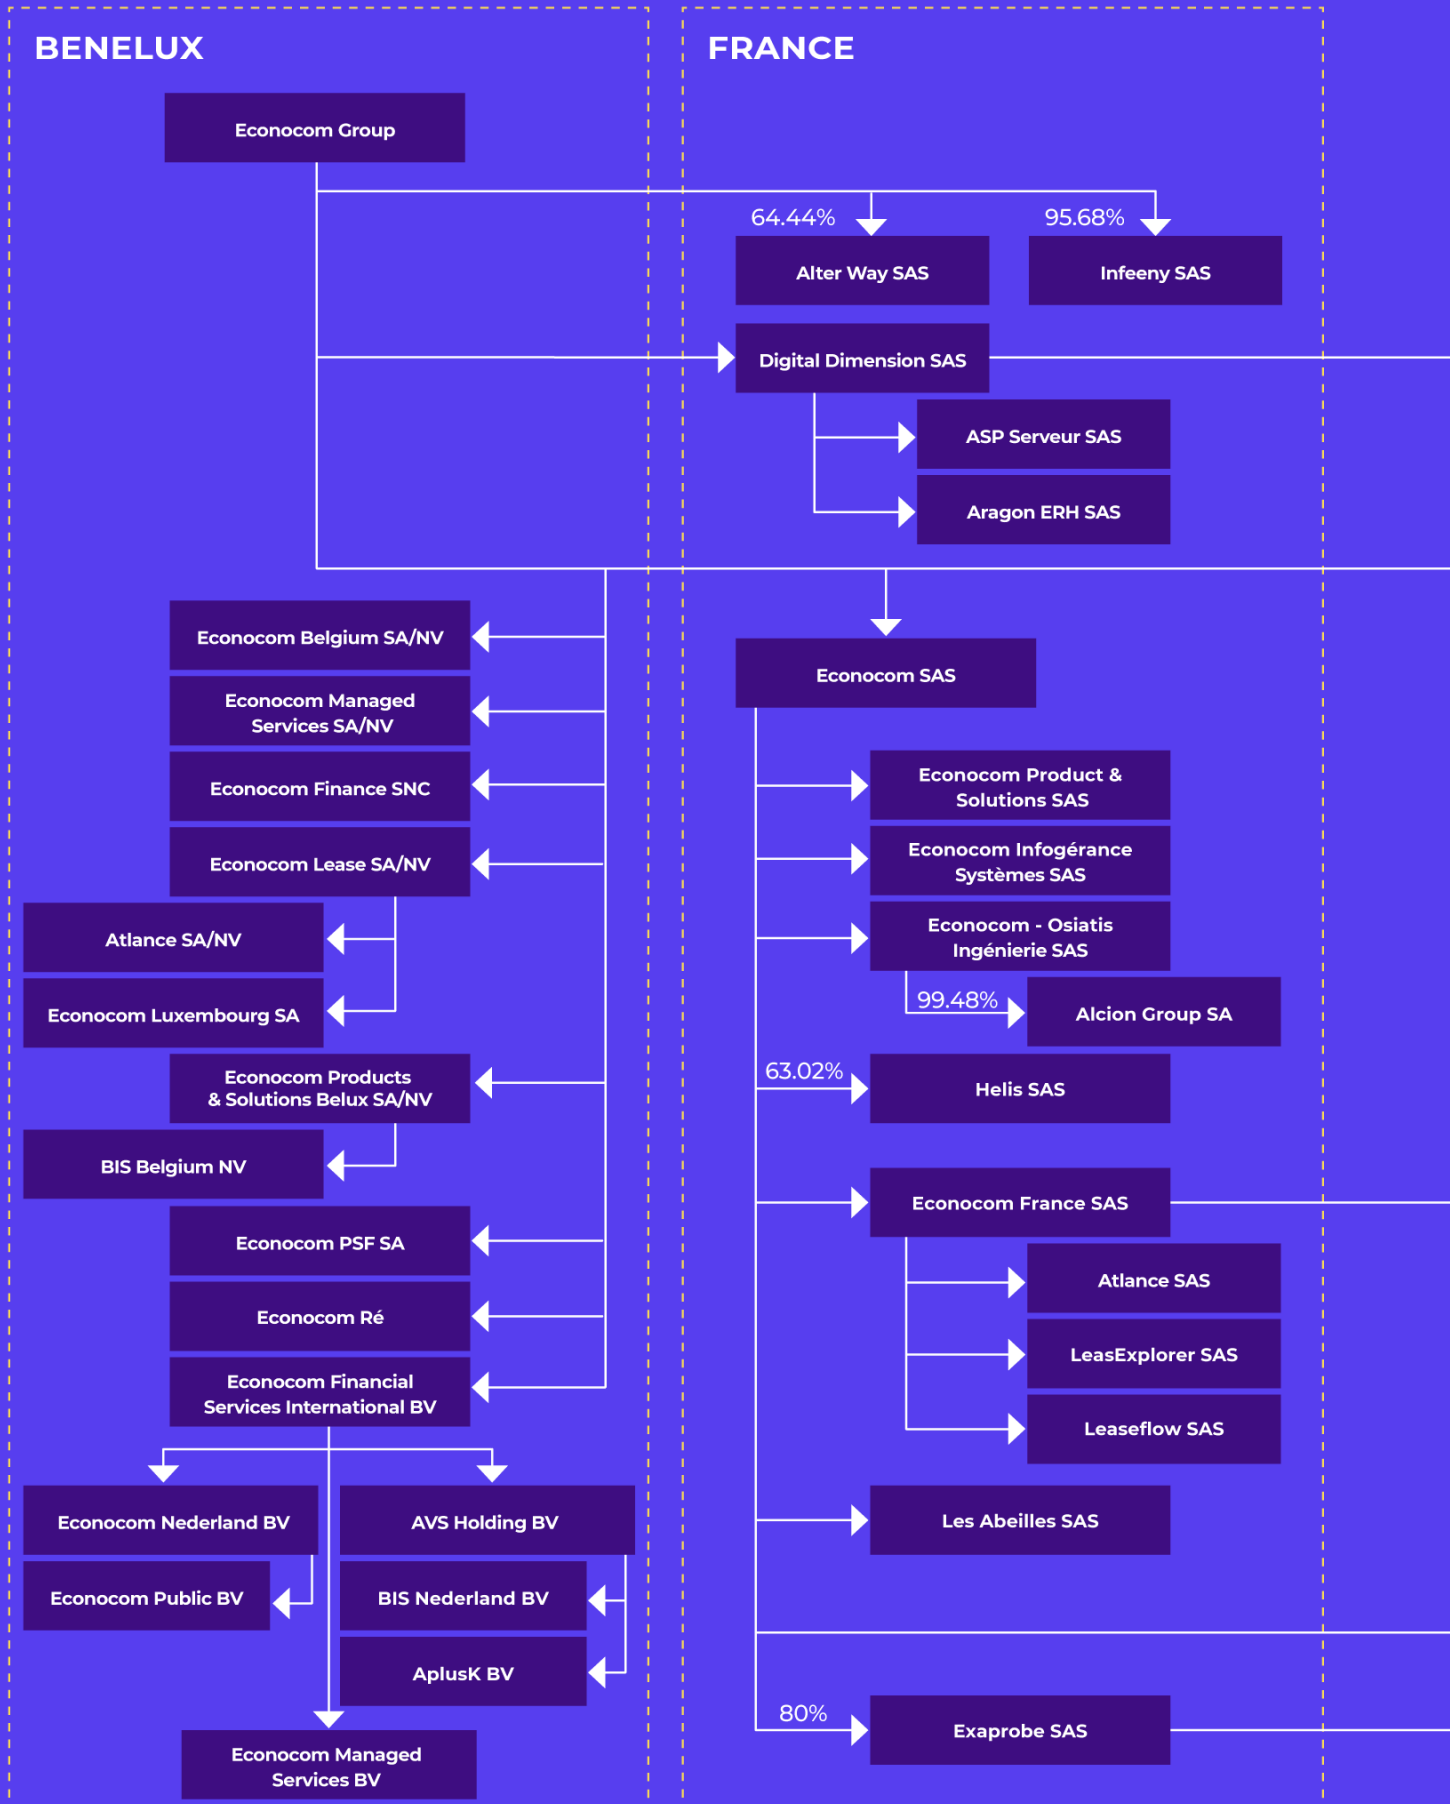 BENELUX
Econocom Group
Econocom Belgium SA/NV
Econocom Managed
Services SA/NV
Econocom Finance SNC
Econocom Lease SA/NV
Atlance SA/NV
Econocom Luxembourg SA
Econocom Products
& Solutions Belux SA/NV
BIS Belgium NV
Econocom PSF SA
Econocom Ré
Econocom Financial
Services International BV
Econocom Nederland BV
AVS Holding BV
Econocom Public BV
BIS Nederland BV
AplusK BV
Econocom Managed
Services BV
FRANCE
64.44%
95.68%
Alter Way SAS
Infeeny SAS
Digital Dimension SAS
ASP Serveur SAS
Aragon ERH SAS
Econocom SAS
Econocom Product &
Solutions SAS
Econocom Infogérance
Systèmes SAS
Econocom - Osiatis
Ingénierie SAS
99.48%
Alcion Group SA
63.02%
Helis SAS
Econocom France SAS
Atlance SAS
LeasExplorer SAS
Leaseflow SAS
Les Abeilles SAS
80%
Exaprobe SAS